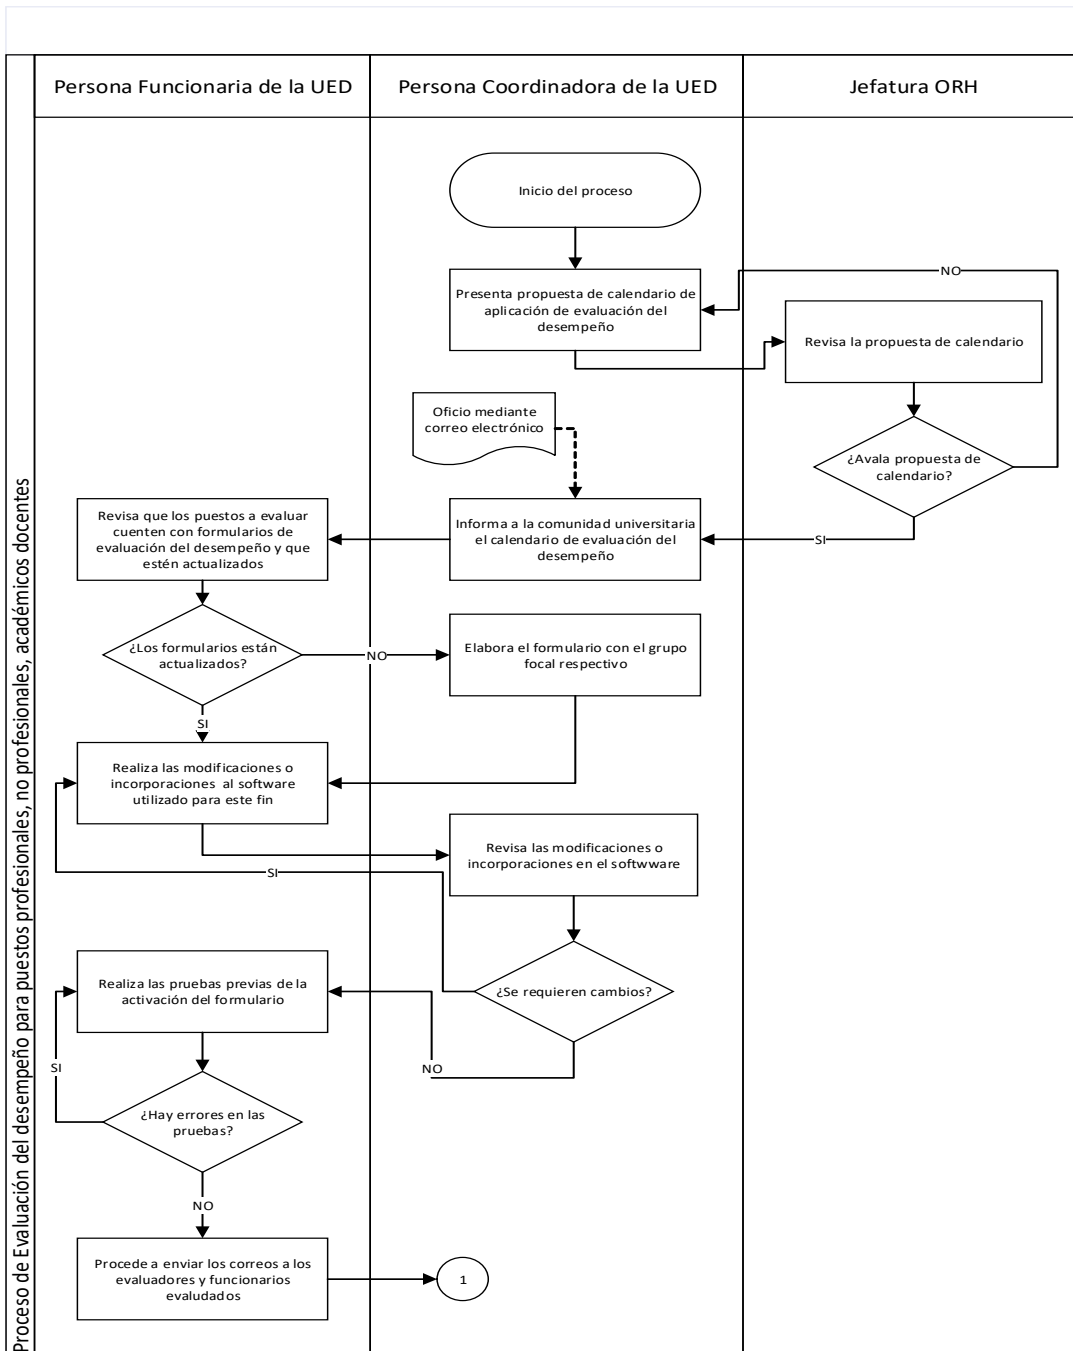 Proceso de Evaluación del desempeño para puestos profesionales, no profesionales, académicos docentes
Persona Funcionaria de la UED
Persona Coordinadora de la UED
Jefatura ORH
Inicio del proceso
Presenta propuesta de calendario de
aplicación de evaluación del
desempeño
NO
Revisa la propuesta de calendario
Oficio mediante
correo electrónico
¿Avala propuesta de
calendario?
SI
Informa a la comunidad universitaria
el calendario de evaluación del
desempeño
Revisa que los puestos a evaluar
cuenten con formularios de
evaluación del desempeño y que
estén actualizados
¿Los formularios están
actualizados?
NO
Elabora el formulario con el grupo
focal respectivo
SI
Realiza las modificaciones o
incorporaciones al software
utilizado para este fin
Revisa las modificaciones o
incorporaciones en el softwware
SI
¿Se requieren cambios?
NO
Realiza las pruebas previas de la
activación del formulario
SI
¿Hay errores en las
pruebas?
NO
Procede a enviar los correos a los
evaluadores y funcionarios
evaludados
1